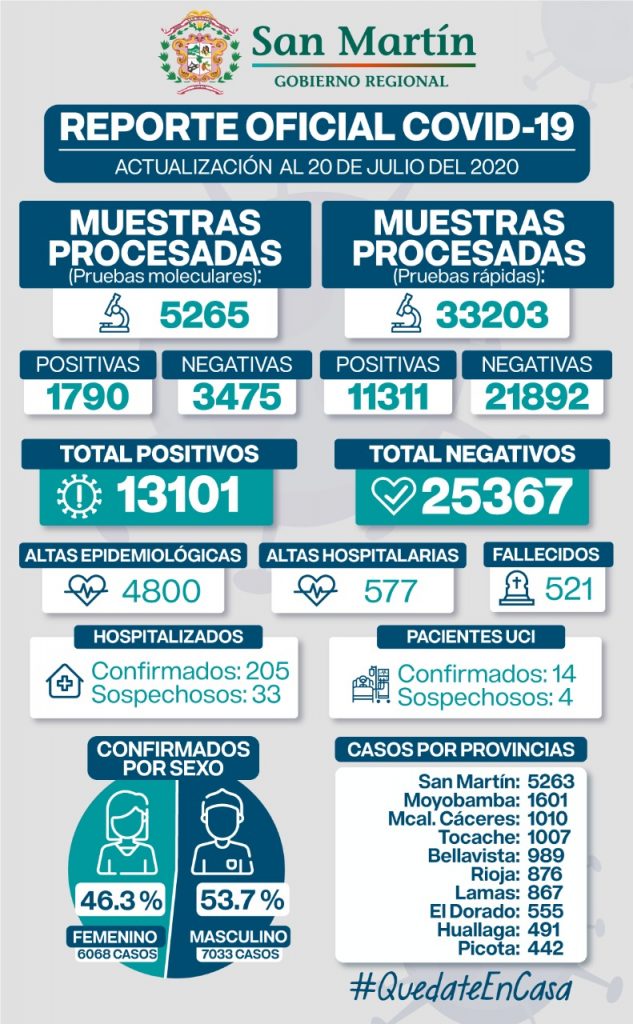 San Martín
GOBIERNO REGIONAL
REPORTE OFICIAL COVID-19
ACTUALIZACIÓN AL 20 DE JULIO DEL 2020
MUESTRAS
PROCESADAS
(Pruebas moleculares):
5265
MUESTRAS
PROCESADAS
(Pruebas rápidas):
33203
POSITIVAS
1790
NEGATIVAS
3475
POSITIVAS
11311
NEGATIVAS
21892
TOTAL POSITIVOS
13101
TOTAL NEGATIVOS
25367
ALTAS EPIDEMIOLÓGICAS
4800
ALTAS HOSPITALARIAS
577
FALLECIDOS
521
HOSPITALIZADOS
Confirmados: 205
Sospechosos: 33
PACIENTES UCI
Confirmados: 14
Sospechosos: 4
CONFIRMADOS
POR SEXO
46.3 %
FEMENINO
6068 CASOS
53.7 %
MASCULINO
7033 CASOS
CASOS POR PROVINCIAS
San Martín: 5263
Moyobamba: 1601
Mcal. Cáceres: 1010
Tocache: 1007
Bellavista: 989
Rioja: 876
Lamas: 867
El Dorado: 555
Huallaga: 491
Picota: 442
#QuedateEnCasa